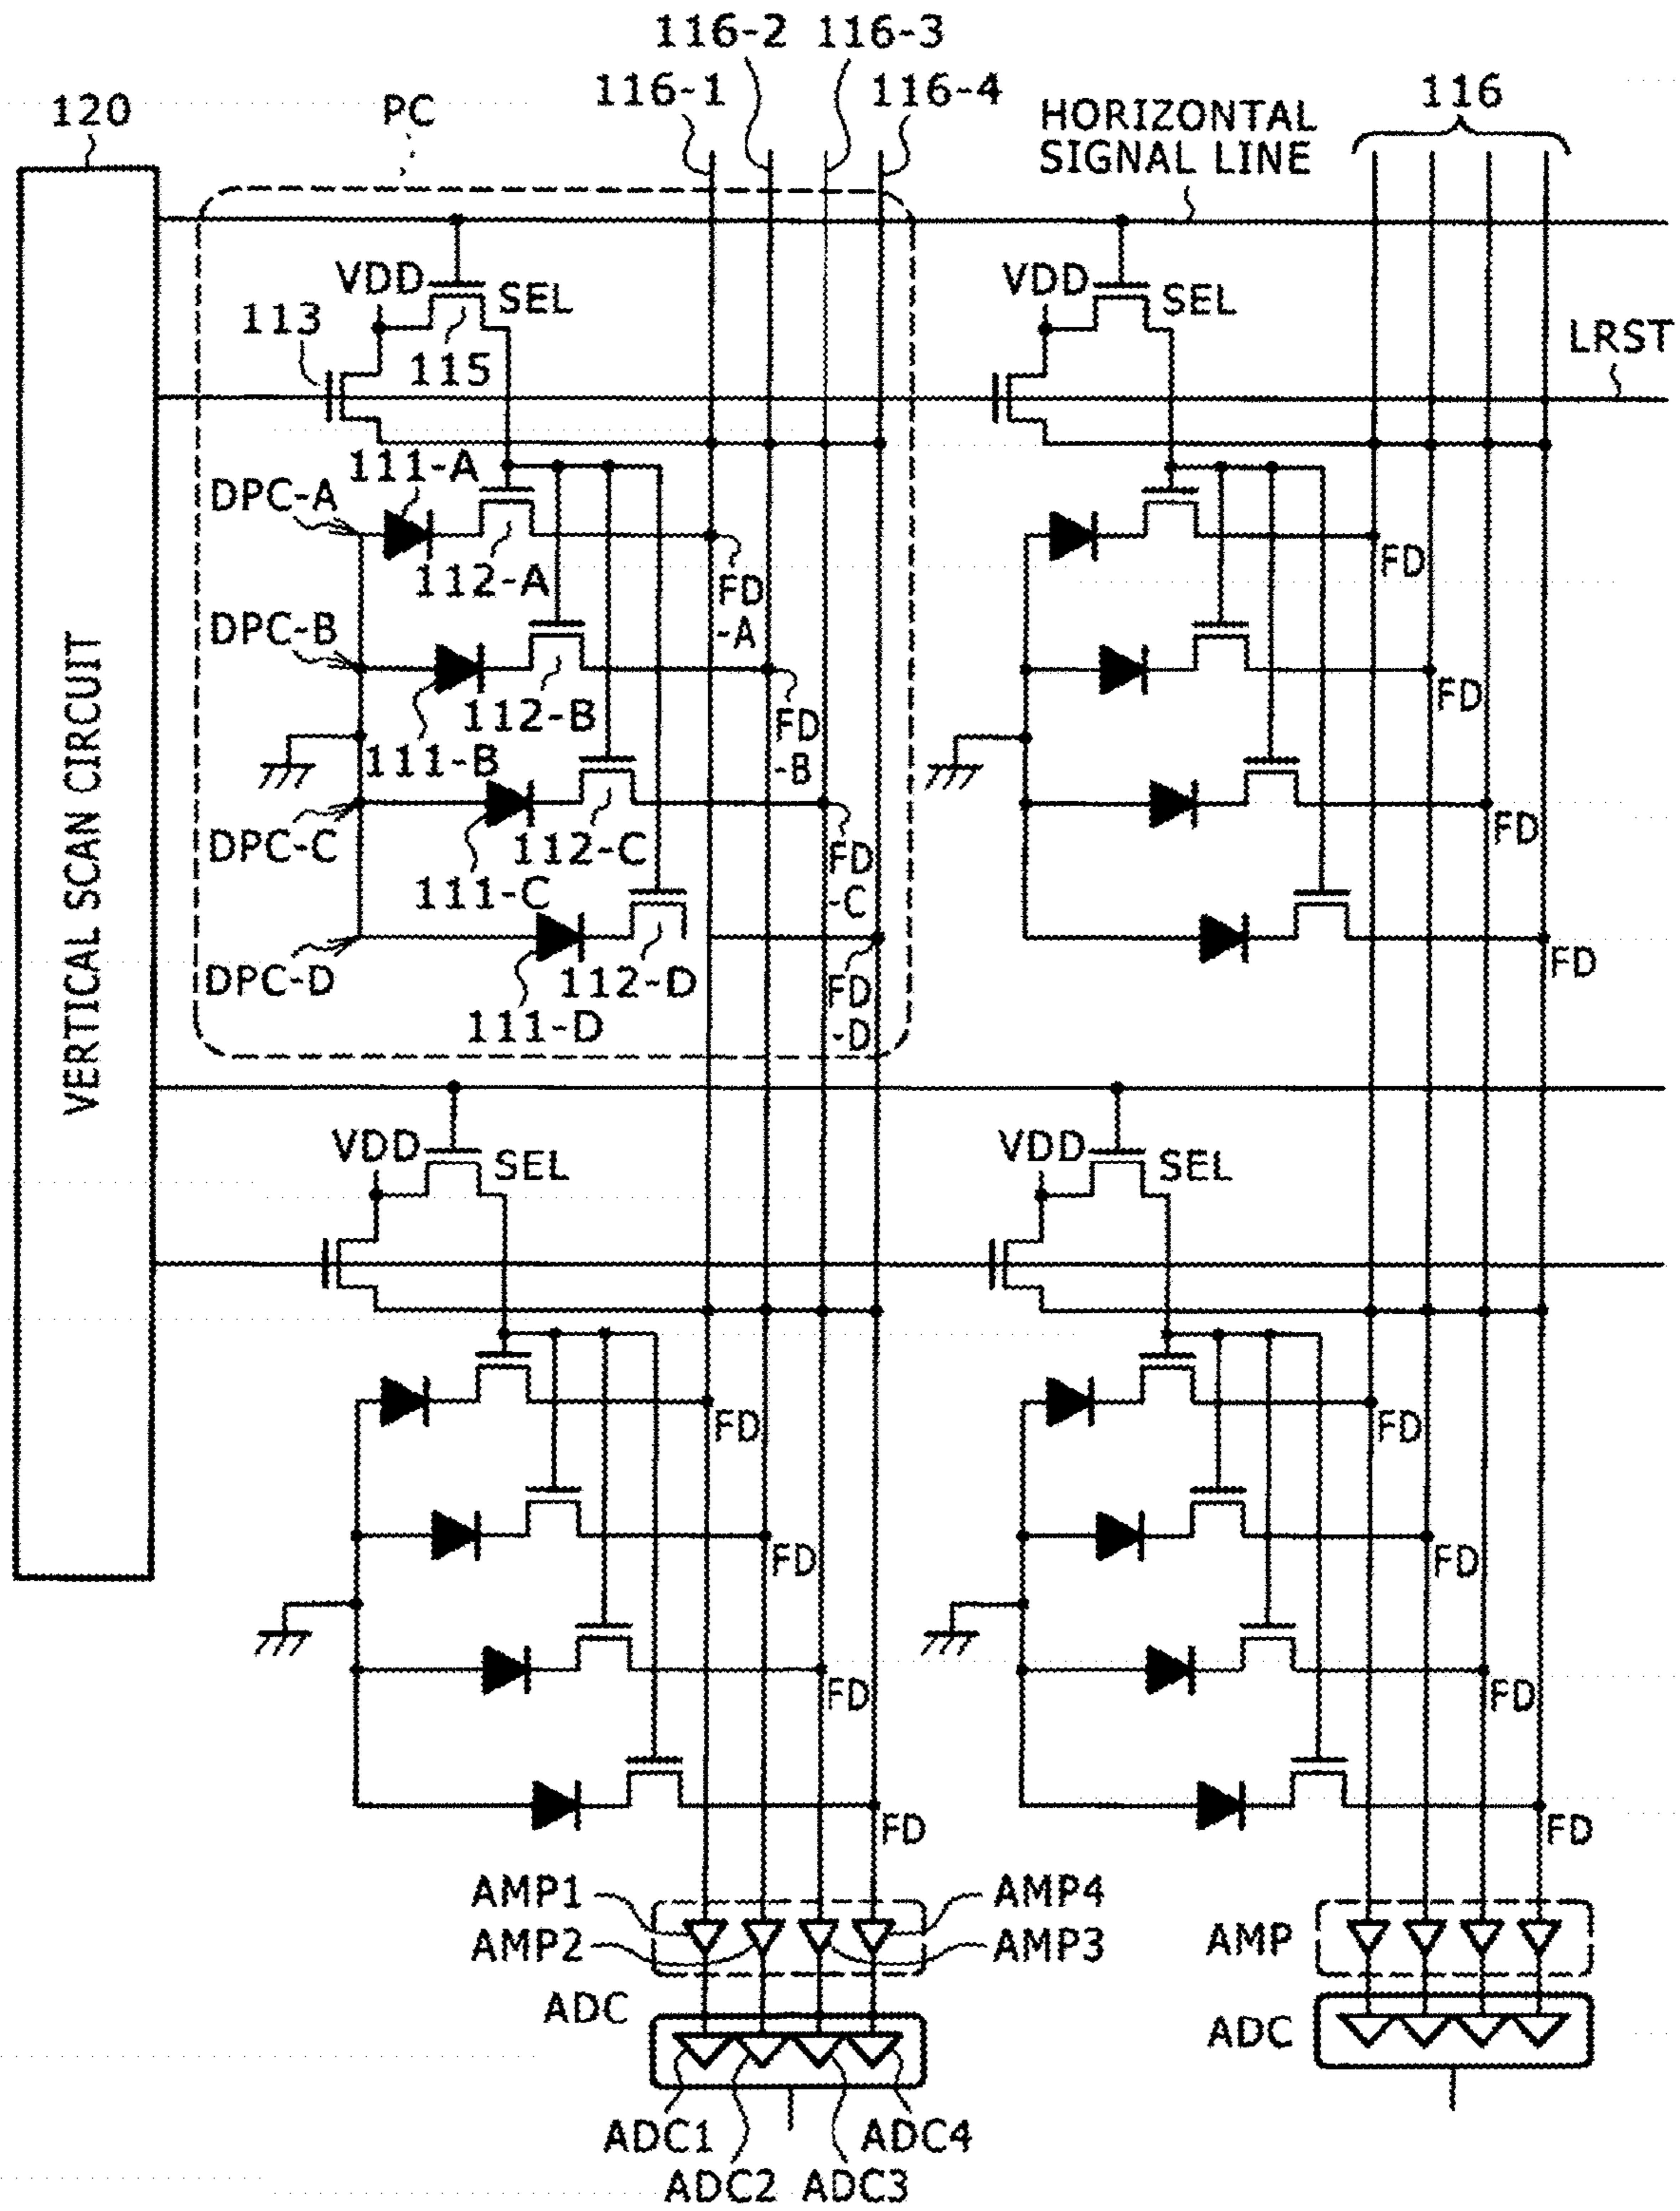 116-2 116-3
116-1 116-4
120
PC
HORIZONTAL
SIGNAL LINE
116
VDD
SEL
113
115
VDD
SEL
LRST
111-A
DPC-A
112-A
FD
-A
FD
DPC-B
112-B
111-B
FD
-B
FD
DPC-C
112-C
111-C
FD
-C
FD
DPC-D
112-D
111-D
FD
-D
FD
VERTICAL SCAN CIRCUIT
VDD
SEL
VDD
SEL
FD
FD
FD
FD
FD
FD
FD
FD
AMP1
AMP4
AMP2
AMP3
AMP
ADC
ADC
ADC1
ADC4
ADC2 ADC3